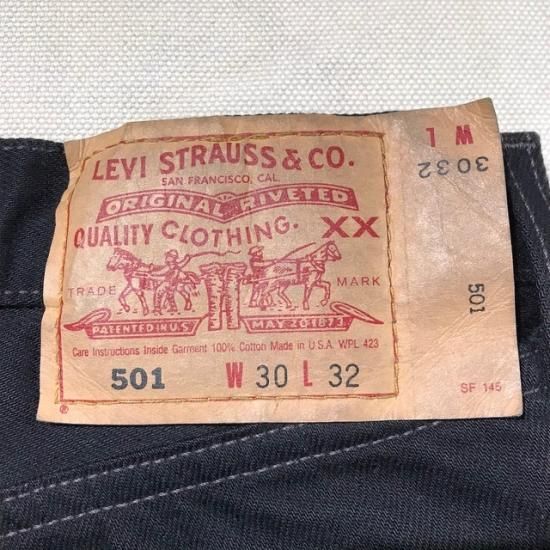 LEVI STRAUSS & CO.
SAN FRANCISCO, CAL.
ORIGINAL RIVETED
QUALITY CLOTHING. XX
TRADE MARK
PATENTED IN U.S. MAY 20 1873
Care Instructions Inside Garment 100% Cotton Made in U.S.A. WPL 423
501 W 30 L 32
®
W L
3032
501
SF 145